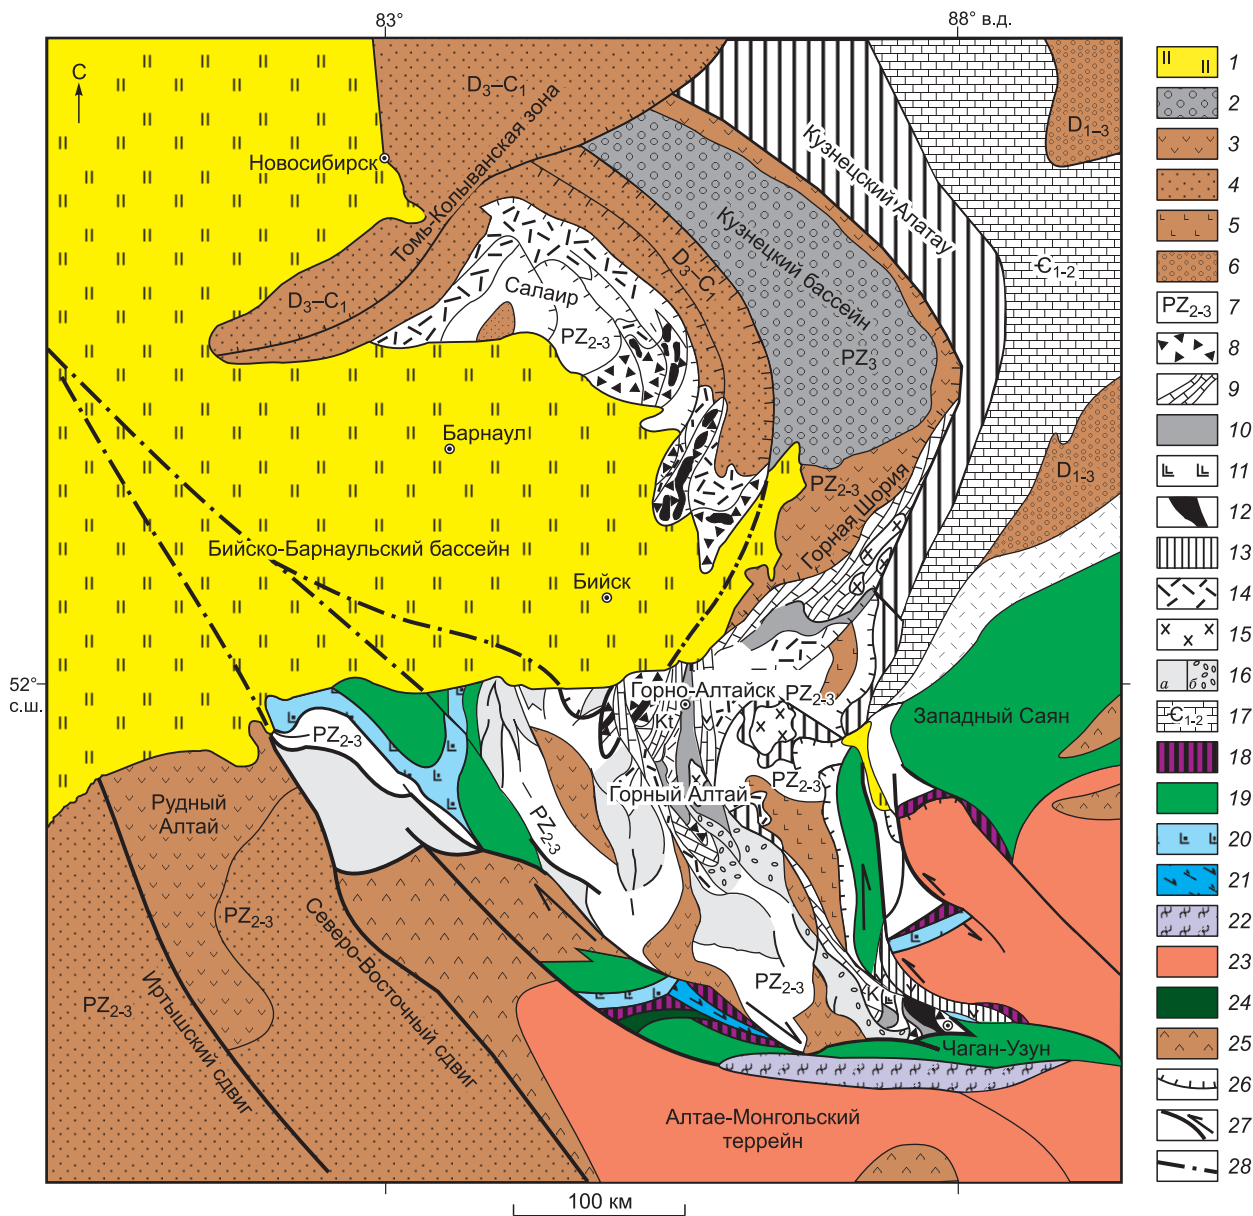 83°
88° в.д.
С
D₃–C₁
Томь-Колыванская зона
Новосибирск
Кузнецкий Алатау
D₁₋₃
Є₁₋₂
Кузнецкий бассейн
PZ₃
D₃–C₁
Салаир
PZ₂₋₃
D₃–C₁
Барнаул
D₁₋₃
PZ₂₋₃
Горная Шория
Бийско-Барнаульский бассейн
Бийск
52°
с.ш.
Горно-Алтайск
Kt
PZ₂₋₃
Западный Саян
PZ₂₋₃
PZ₂₋₃
Горный Алтай
Рудный
Алтай
PZ₂₋₃
PZ₂₋₃
Северо-Восточный сдвиг
PZ₂₋₃
Иртышский сдвиг
PZ₂₋₃
K
Чаган-Узун
Алтае-Монгольский
террейн
100 км
1
2
3
4
5
6
PZ₂₋₃ 7
8
9
10
11
12
13
14
15
а б 16
Є₁₋₂ 17
18
19
20
21
22
23
24
25
26
27
28